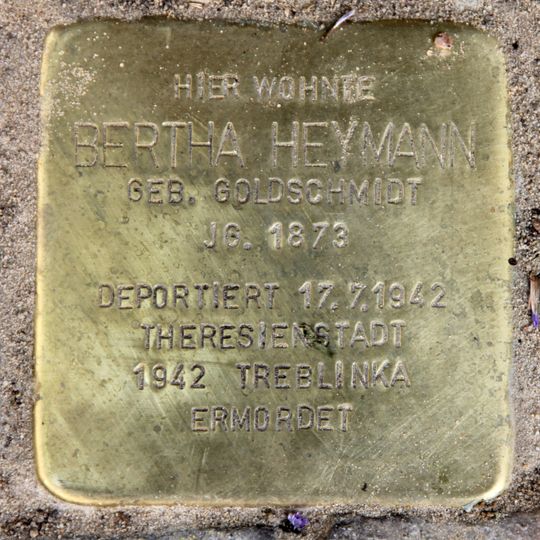 HIER WOHNTE
BERTHA HEYMANN
GEB. GOLDSCHMIDT
JG. 1873
DEPORTIERT 17.7.1942
THERESIENSTADT
1942 TREBLINKA
ERMORDET